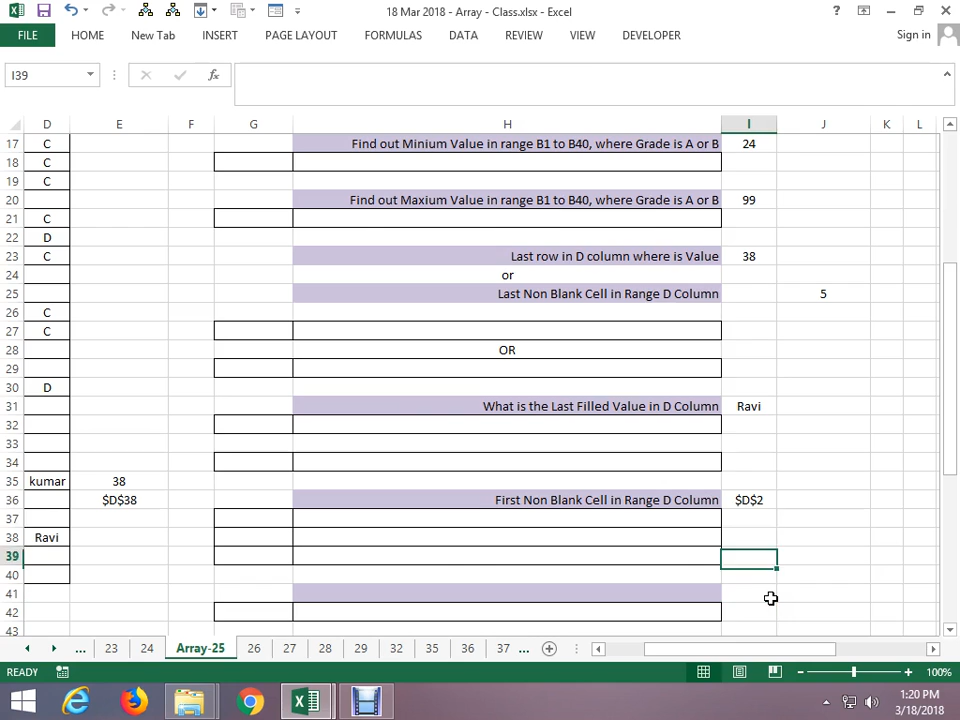 18 Mar 2018 - Array - Class.xlsx - Excel
?
FILE HOME New Tab INSERT PAGE LAYOUT FORMULAS DATA REVIEW VIEW DEVELOPER Sign in
I39 fx
D E F G H I J K L
17 C Find out Minium Value in range B1 to B40, where Grade is A or B 24
18 C
19 C
20 Find out Maxium Value in range B1 to B40, where Grade is A or B 99
21 C
22 D
23 C Last row in D column where is Value 38
24 or
25 Last Non Blank Cell in Range D Column 5
26 C
27 C
28 OR
29
30 D
31 What is the Last Filled Value in D Column Ravi
32
33
34
35 kumar 38
36 $D$38 First Non Blank Cell in Range D Column $D$2
37
38 Ravi
39
40
41
42
43
... 23 24 Array-25 26 27 28 29 32 35 36 37 ...
READY 100%
1:20 PM
3/18/2018